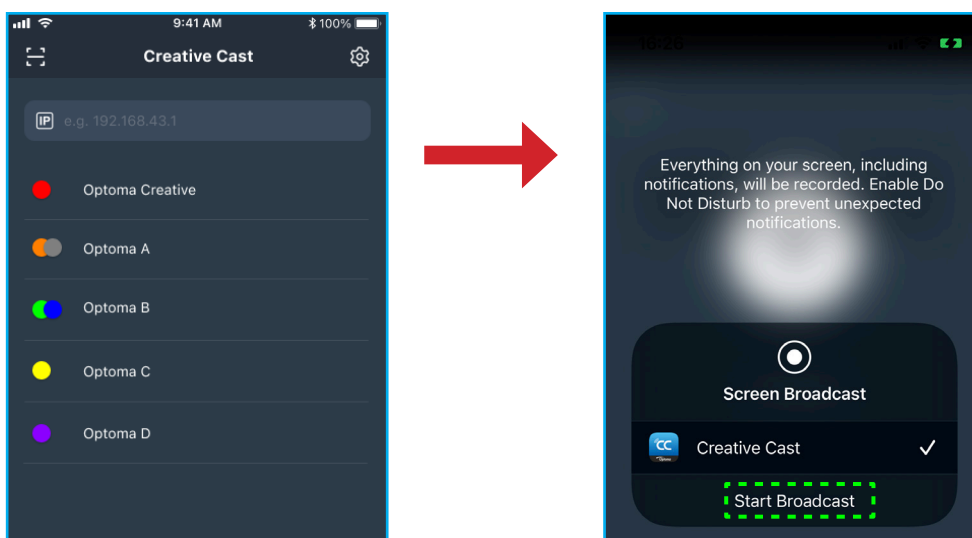 9:41 AM
100%
Creative Cast
IP e.g. 192.168.43.1
Optoma Creative
Optoma A
Optoma B
Optoma C
Optoma D
16:26
Everything on your screen, including
notifications, will be recorded. Enable Do
Not Disturb to prevent unexpected
notifications.
Screen Broadcast
CC
Creative Cast
Start Broadcast